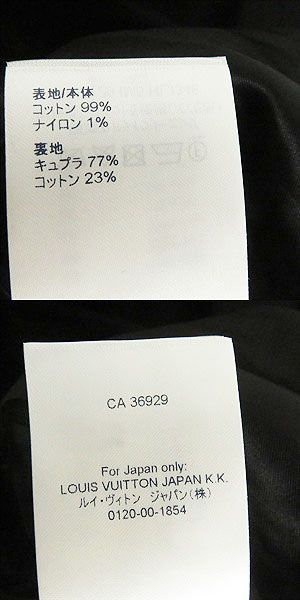 表地/本体
コットン 99%
ナイロン 1%
裏地
キュプラ 77%
コットン 23%
CA 36929
For Japan only:
LOUIS VUITTON JAPAN K.K.
ルイ・ヴィトン ジャパン(株)
0120-00-1854